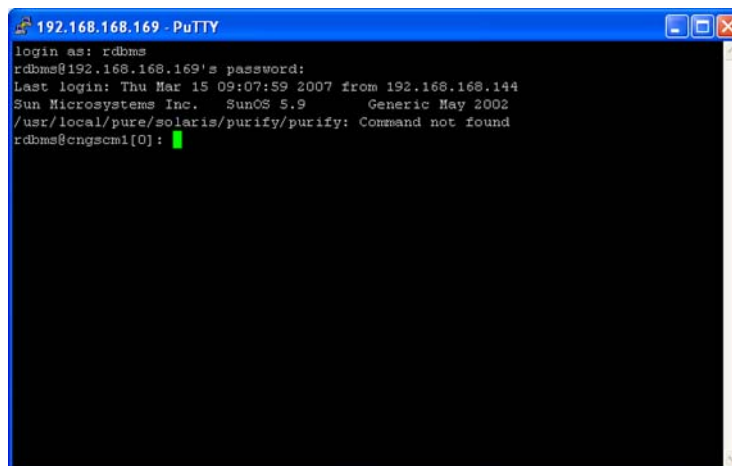 192.168.168.169 - PuTTY
login as: rdbms
rdbms@192.168.168.169's password:
Last login: Thu Mar 15 09:07:59 2007 from 192.168.168.144
Sun Microsystems Inc.   SunOS 5.9       Generic May 2002
/usr/local/pure/solaris/purify/purify: Command not found
rdbms@cngscm1[0]: